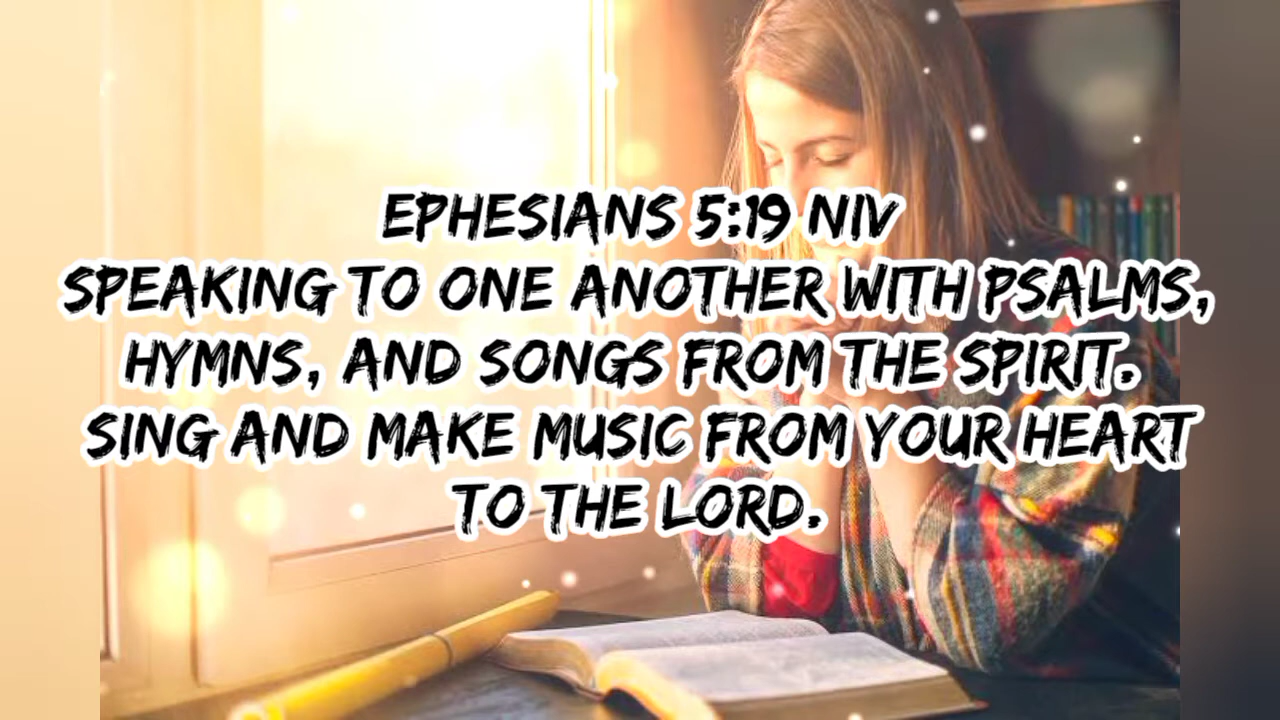 EPHESIANS 5:19 NIV
SPEAKING TO ONE ANOTHER WITH PSALMS,
HYMNS, AND SONGS FROM THE SPIRIT.
SING AND MAKE MUSIC FROM YOUR HEART
TO THE LORD.